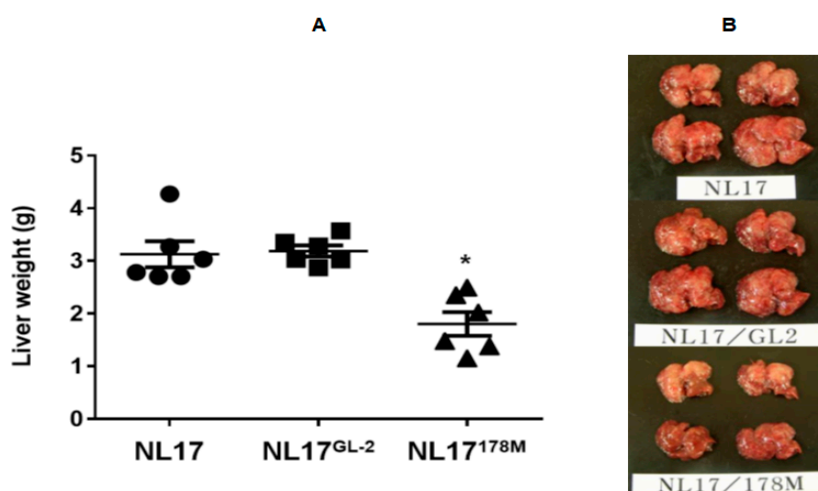 A
B
Liver weight (g)
5
4
3
2
1
0
*
NL17
NL17GL-2
NL17178M
NL17
NL17/GL2
NL17/178M